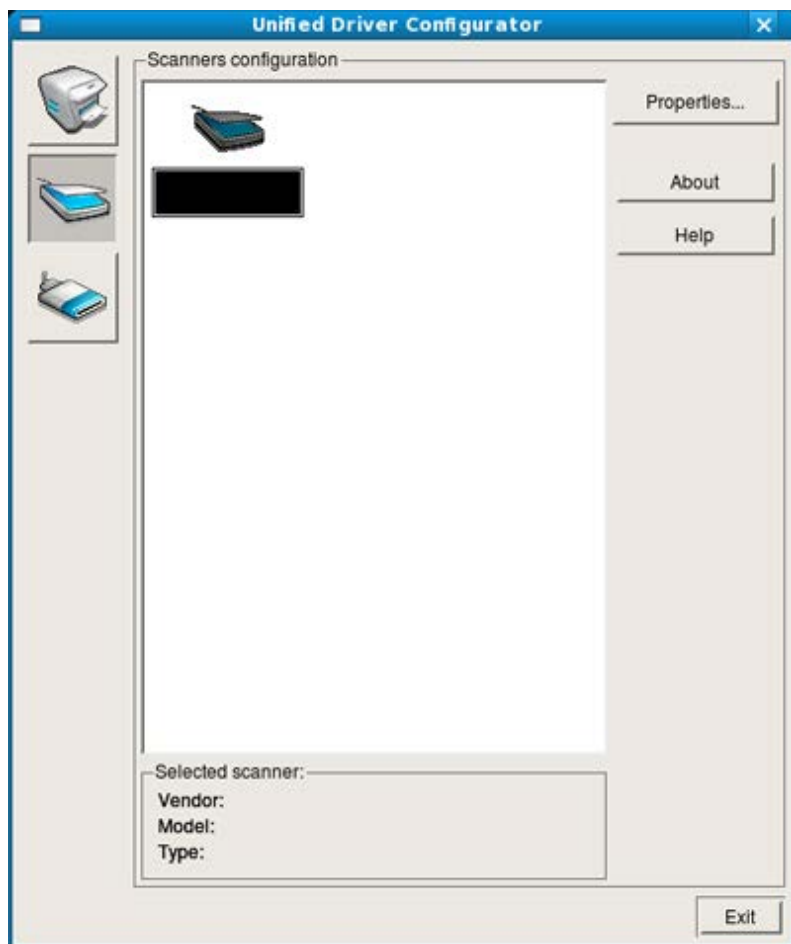 Unified Driver Configurator
Scanners configuration
Properties...
About
Help
Selected scanner:
Vendor:
Model:
Type:
Exit